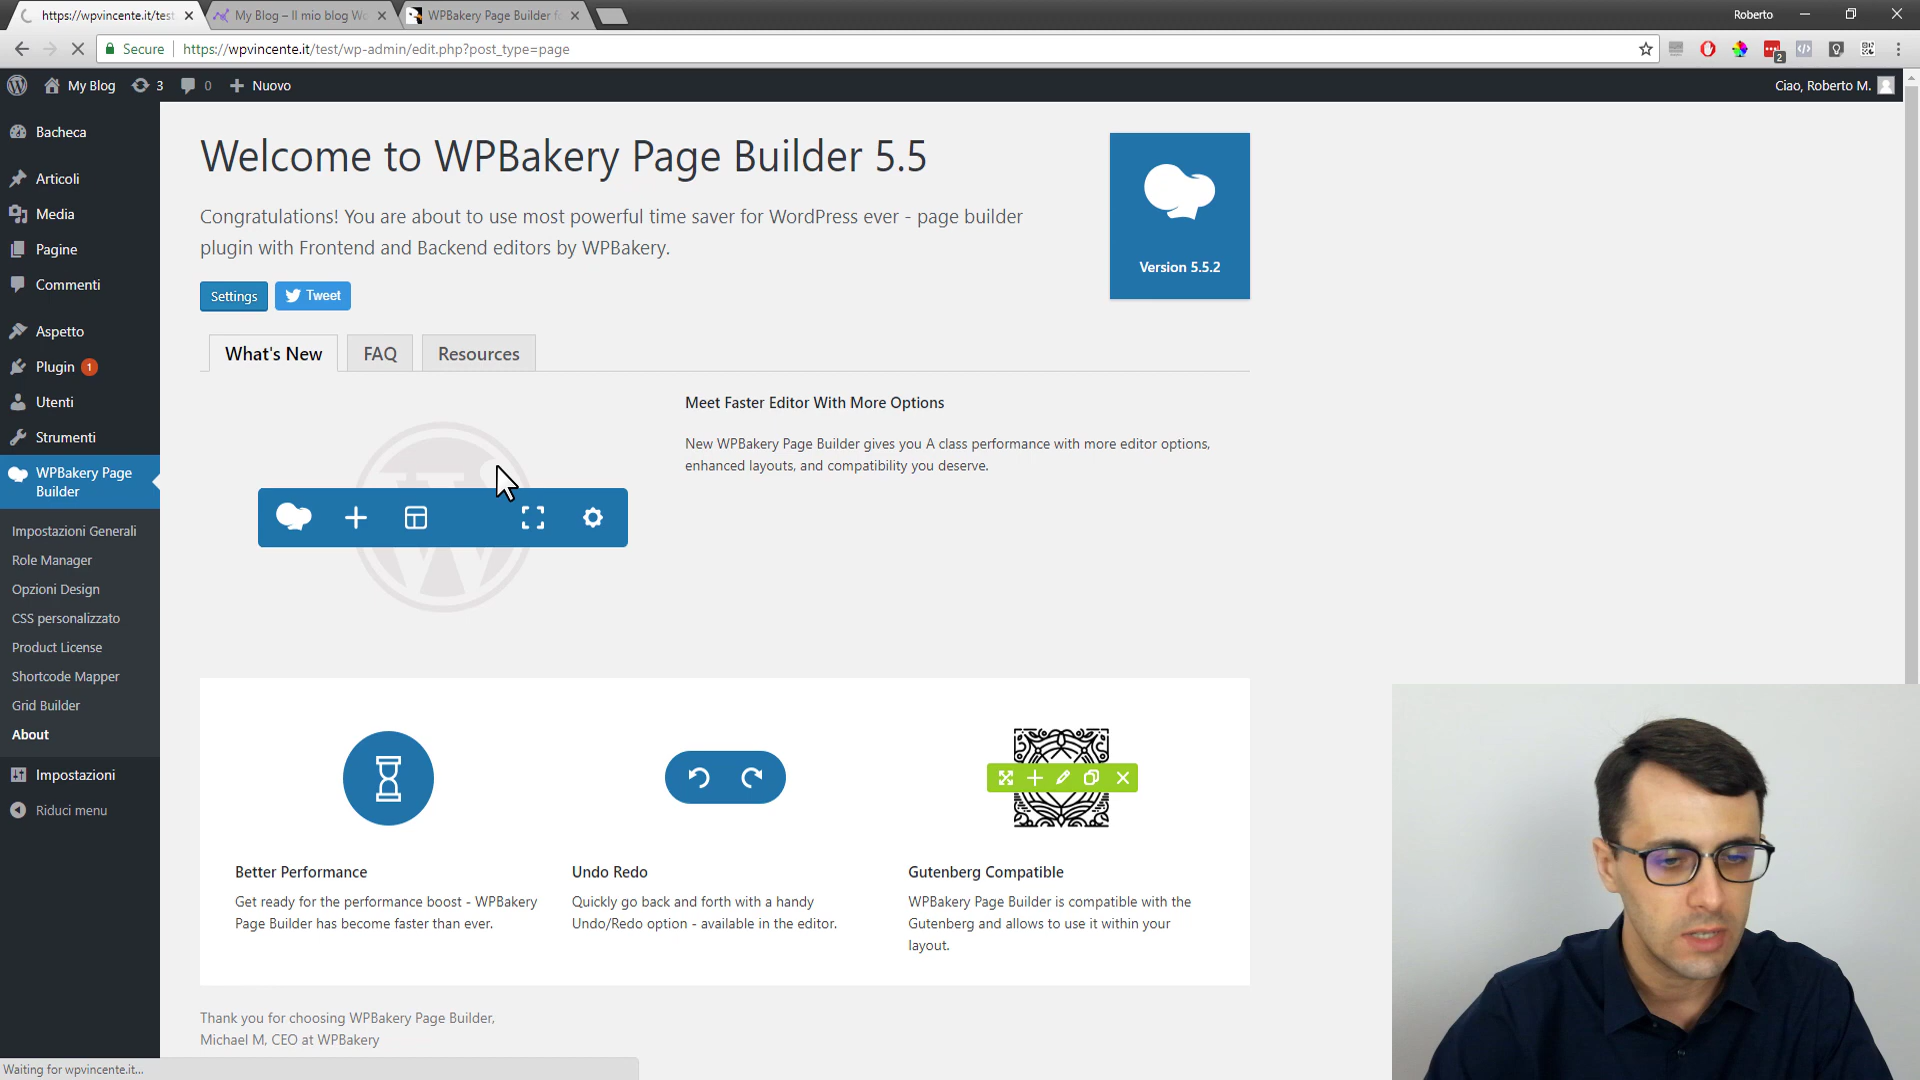 https://wpvincente.it/test
My Blog – Il mio blog Wo
WPBakery Page Builder f
Roberto
Secure
https://wpvincente.it/test/wp-admin/edit.php?post_type=page
2
My Blog
3
0
Nuovo
Ciao, Roberto M.
Bacheca
Articoli
Media
Pagine
Commenti
Aspetto
Plugin 1
Utenti
Strumenti
WPBakery Page
Builder
Impostazioni Generali
Role Manager
Opzioni Design
CSS personalizzato
Product License
Shortcode Mapper
Grid Builder
About
Impostazioni
Riduci menu
Welcome to WPBakery Page Builder 5.5
Congratulations! You are about to use most powerful time saver for WordPress ever - page builder
plugin with Frontend and Backend editors by WPBakery.
Version 5.5.2
Settings
Tweet
What's New
FAQ
Resources
Meet Faster Editor With More Options
New WPBakery Page Builder gives you A class performance with more editor options,
enhanced layouts, and compatibility you deserve.
Better Performance
Get ready for the performance boost - WPBakery
Page Builder has become faster than ever.
Undo Redo
Quickly go back and forth with a handy
Undo/Redo option - available in the editor.
Gutenberg Compatible
WPBakery Page Builder is compatible with the
Gutenberg and allows to use it within your
layout.
Thank you for choosing WPBakery Page Builder,
Michael M, CEO at WPBakery
Waiting for wpvincente.it...